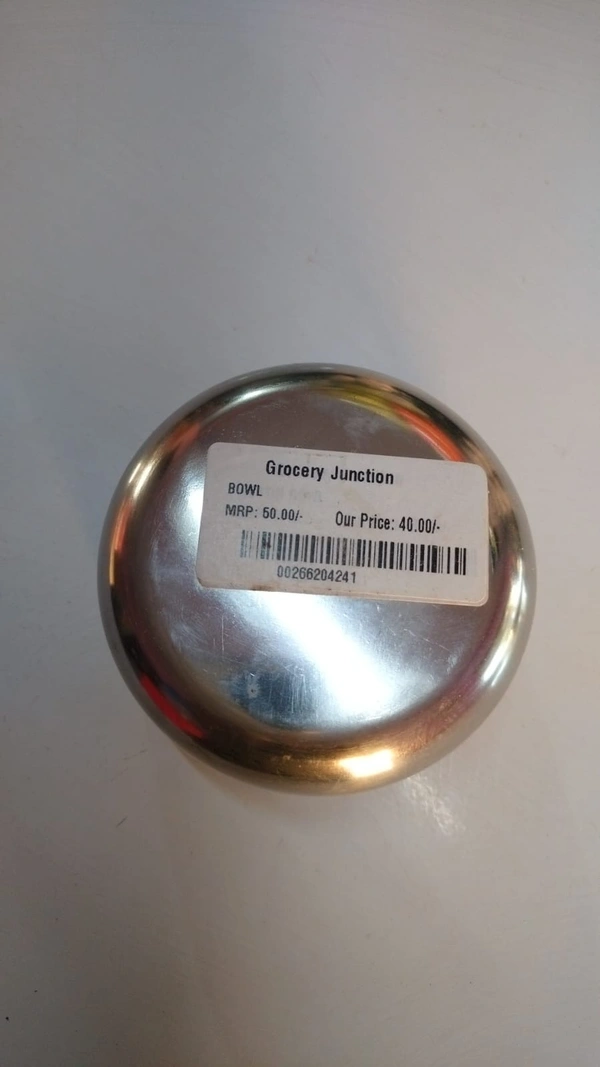 Grocery Junction
BOWL
MRP: 50.00/- Our Price: 40.00/-
00266204241